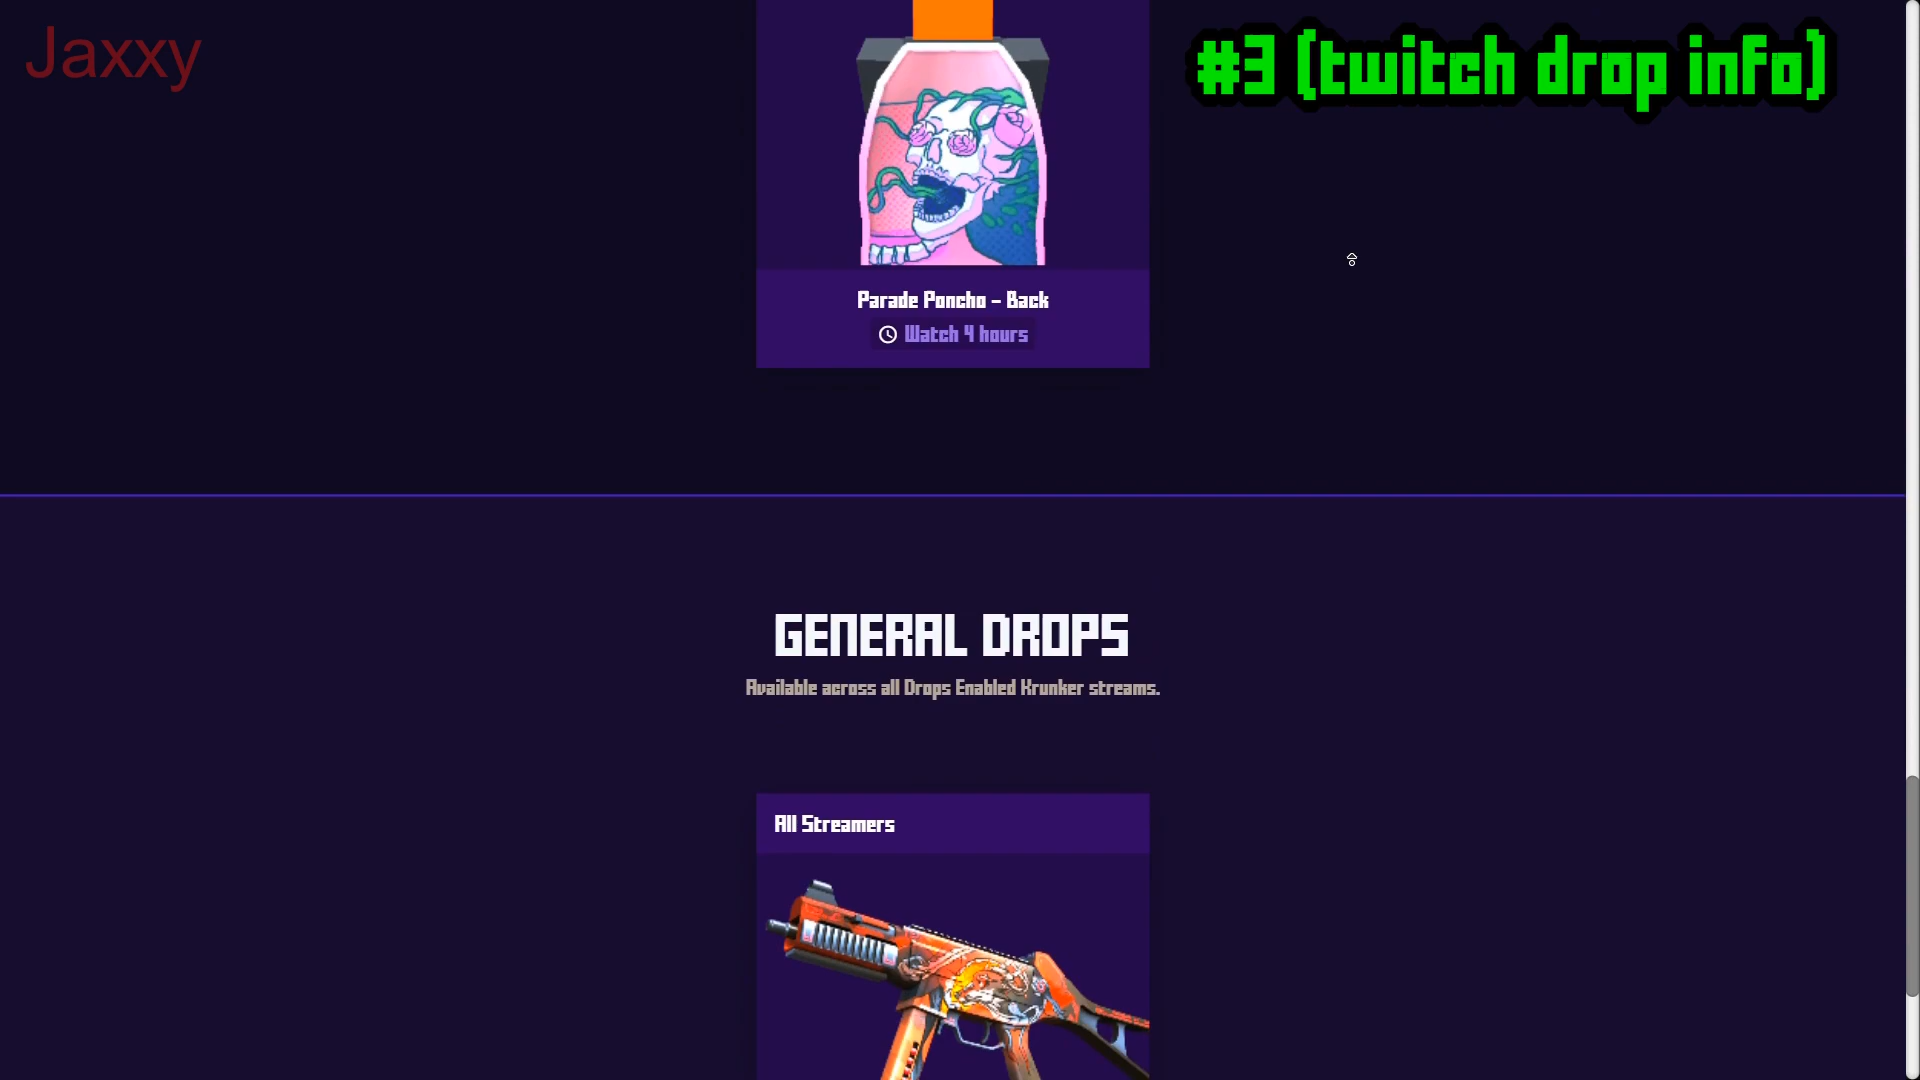 Jaxxy
#3 (twitch drop info)
Parade Poncho - Back
Watch 4 hours
GENERAL DROPS
Available across all Drops Enabled Krunker streams.
All Streamers